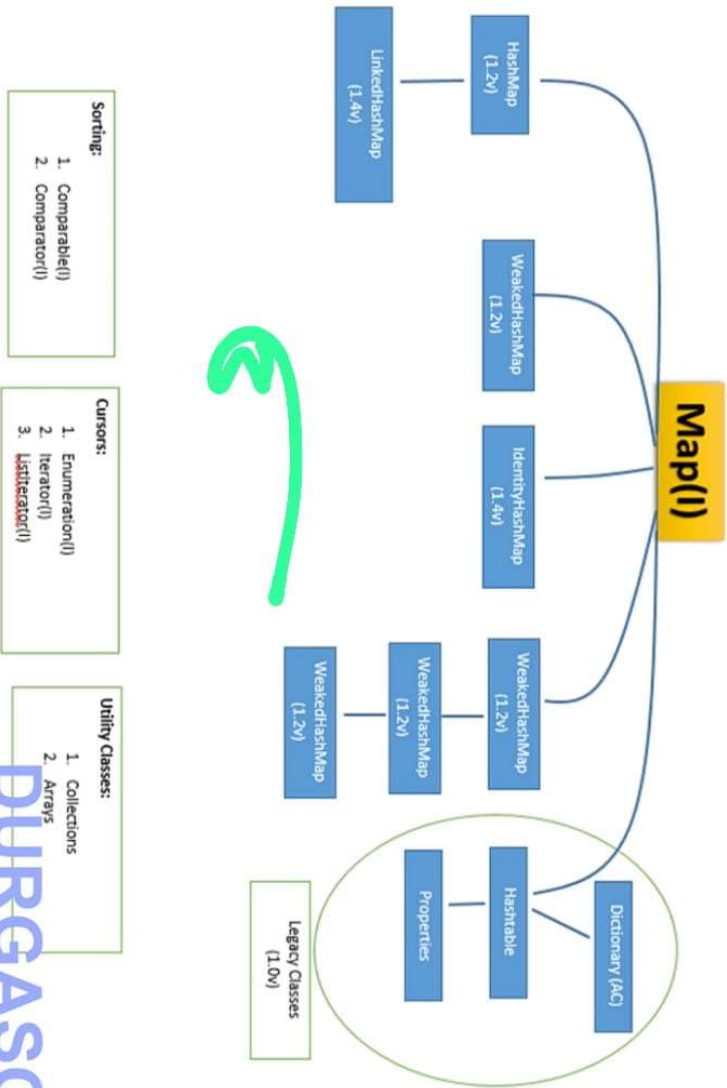 Map(I)
HashMap
(1.2v)
LinkedHashMap
(1.4v)
WeakedHashMap
(1.2v)
IdentityHashMap
(1.4v)
WeakedHashMap
(1.2v)
WeakedHashMap
(1.2v)
WeakedHashMap
(1.2v)
Dictionary (AC)
Hashtable
Properties
Legacy Classes
(1.0v)
Sorting:
1. Comparable(I)
2. Comparator(I)
Cursors:
1. Enumeration(I)
2. Iterator(I)
3. ListIterator(I)
Utility Classes:
1. Collections
2. Arrays
DURGASO